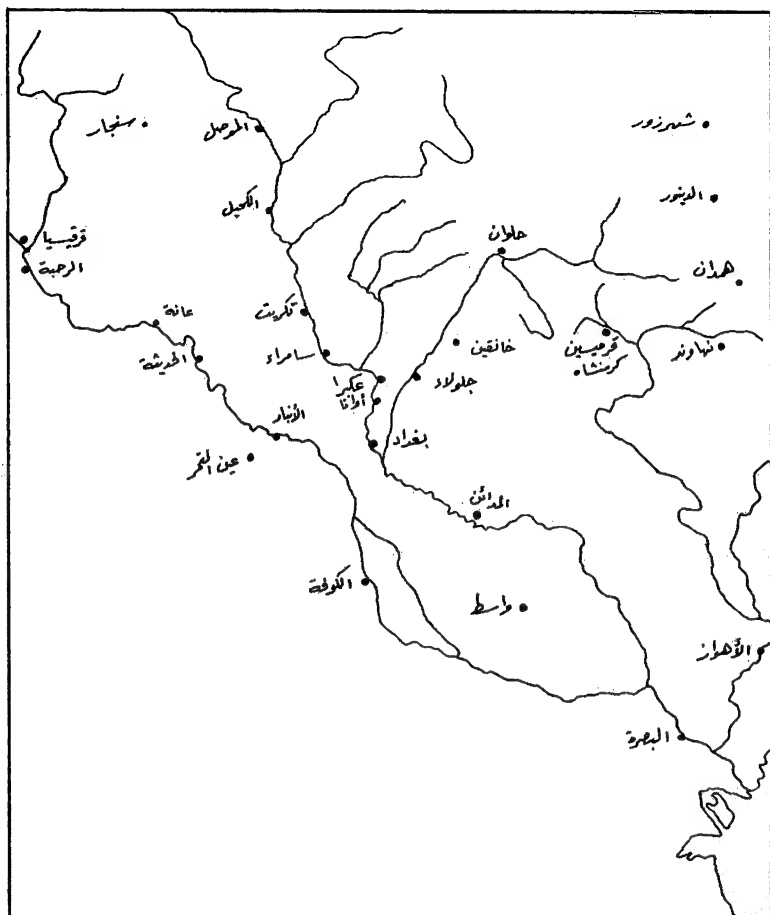 شهرزور
سنجار
الموصل
الدينور
الكحيل
قرقيسيا
حلوان
الرحبة
همدان
عانة
تكريت
خانقين
قرميسين
كرمنشاه
نهاوند
الحديثة
سامراء
عكبرا
أوانا
جلولاء
الأنبار
بغداد
عين التمر
المدائن
الكوفة
واسط
الأهواز
البصرة